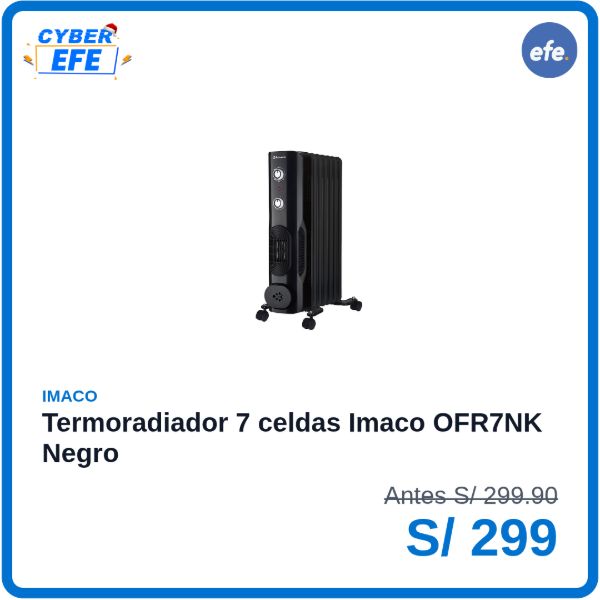 CYBER
EFE
efe.
IMACO
Termoradiador 7 celdas Imaco OFR7NK
Negro
Antes S/ 299.90
S/ 299